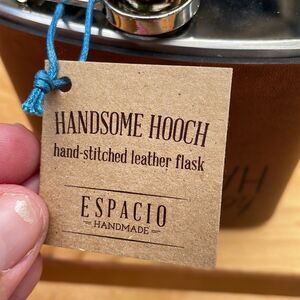 HANDSOME HOOCH
hand-stitched leather flask
ESPACIO
HANDMADE